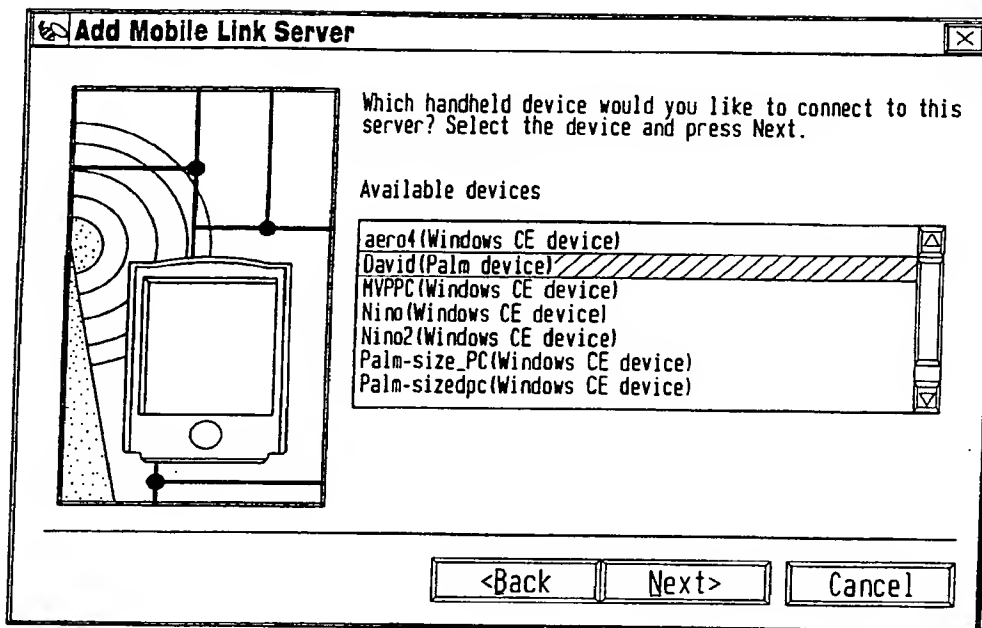 Add Mobile Link Server
Which handheld device would you like to connect to this
server? Select the device and press Next.
Available devices
aero4(Windows CE device)
David(Palm device)
MVPPC(Windows CE device)
Nino(Windows CE device)
Nino2(Windows CE device)
Palm-size_PC(Windows CE device)
Palm-sizedpc(Windows CE device)
<Back
Next>
Cancel